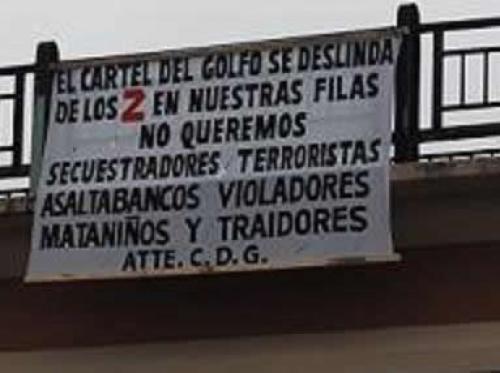 EL CARTEL DEL GOLFO SE DESLINDA
DE LOS Z EN NUESTRAS FILAS
NO QUEREMOS
SECUESTRADORES TERRORISTAS
ASALTABANCOS VIOLADORES
MATANIÑOS Y TRAIDORES
ATTE. C.D.G.